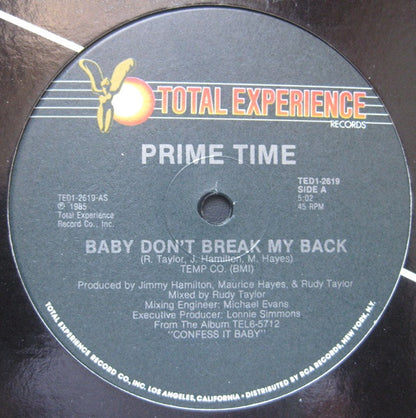 TOTAL EXPERIENCE
RECORDS
PRIME TIME
TED1-2619-AS
℗ 1985
Total Experience
Record Co., Inc.
TED1-2619
SIDE A
5:02
45 RPM
BABY DON'T BREAK MY BACK
(R. Taylor, J. Hamilton, M. Hayes)
TEMP CO. (BMI)
Produced by Jimmy Hamilton, Maurice Hayes, & Rudy Taylor
Mixed by Rudy Taylor
Mixing Engineer: Michael Evans
Executive Producer: Lonnie Simmons
From The Album TEL6-5712
"CONFESS IT BABY"
TOTAL EXPERIENCE RECORD CO., INC. LOS ANGELES, CALIFORNIA • DISTRIBUTED BY RCA RECORDS, NEW YORK, N.Y.